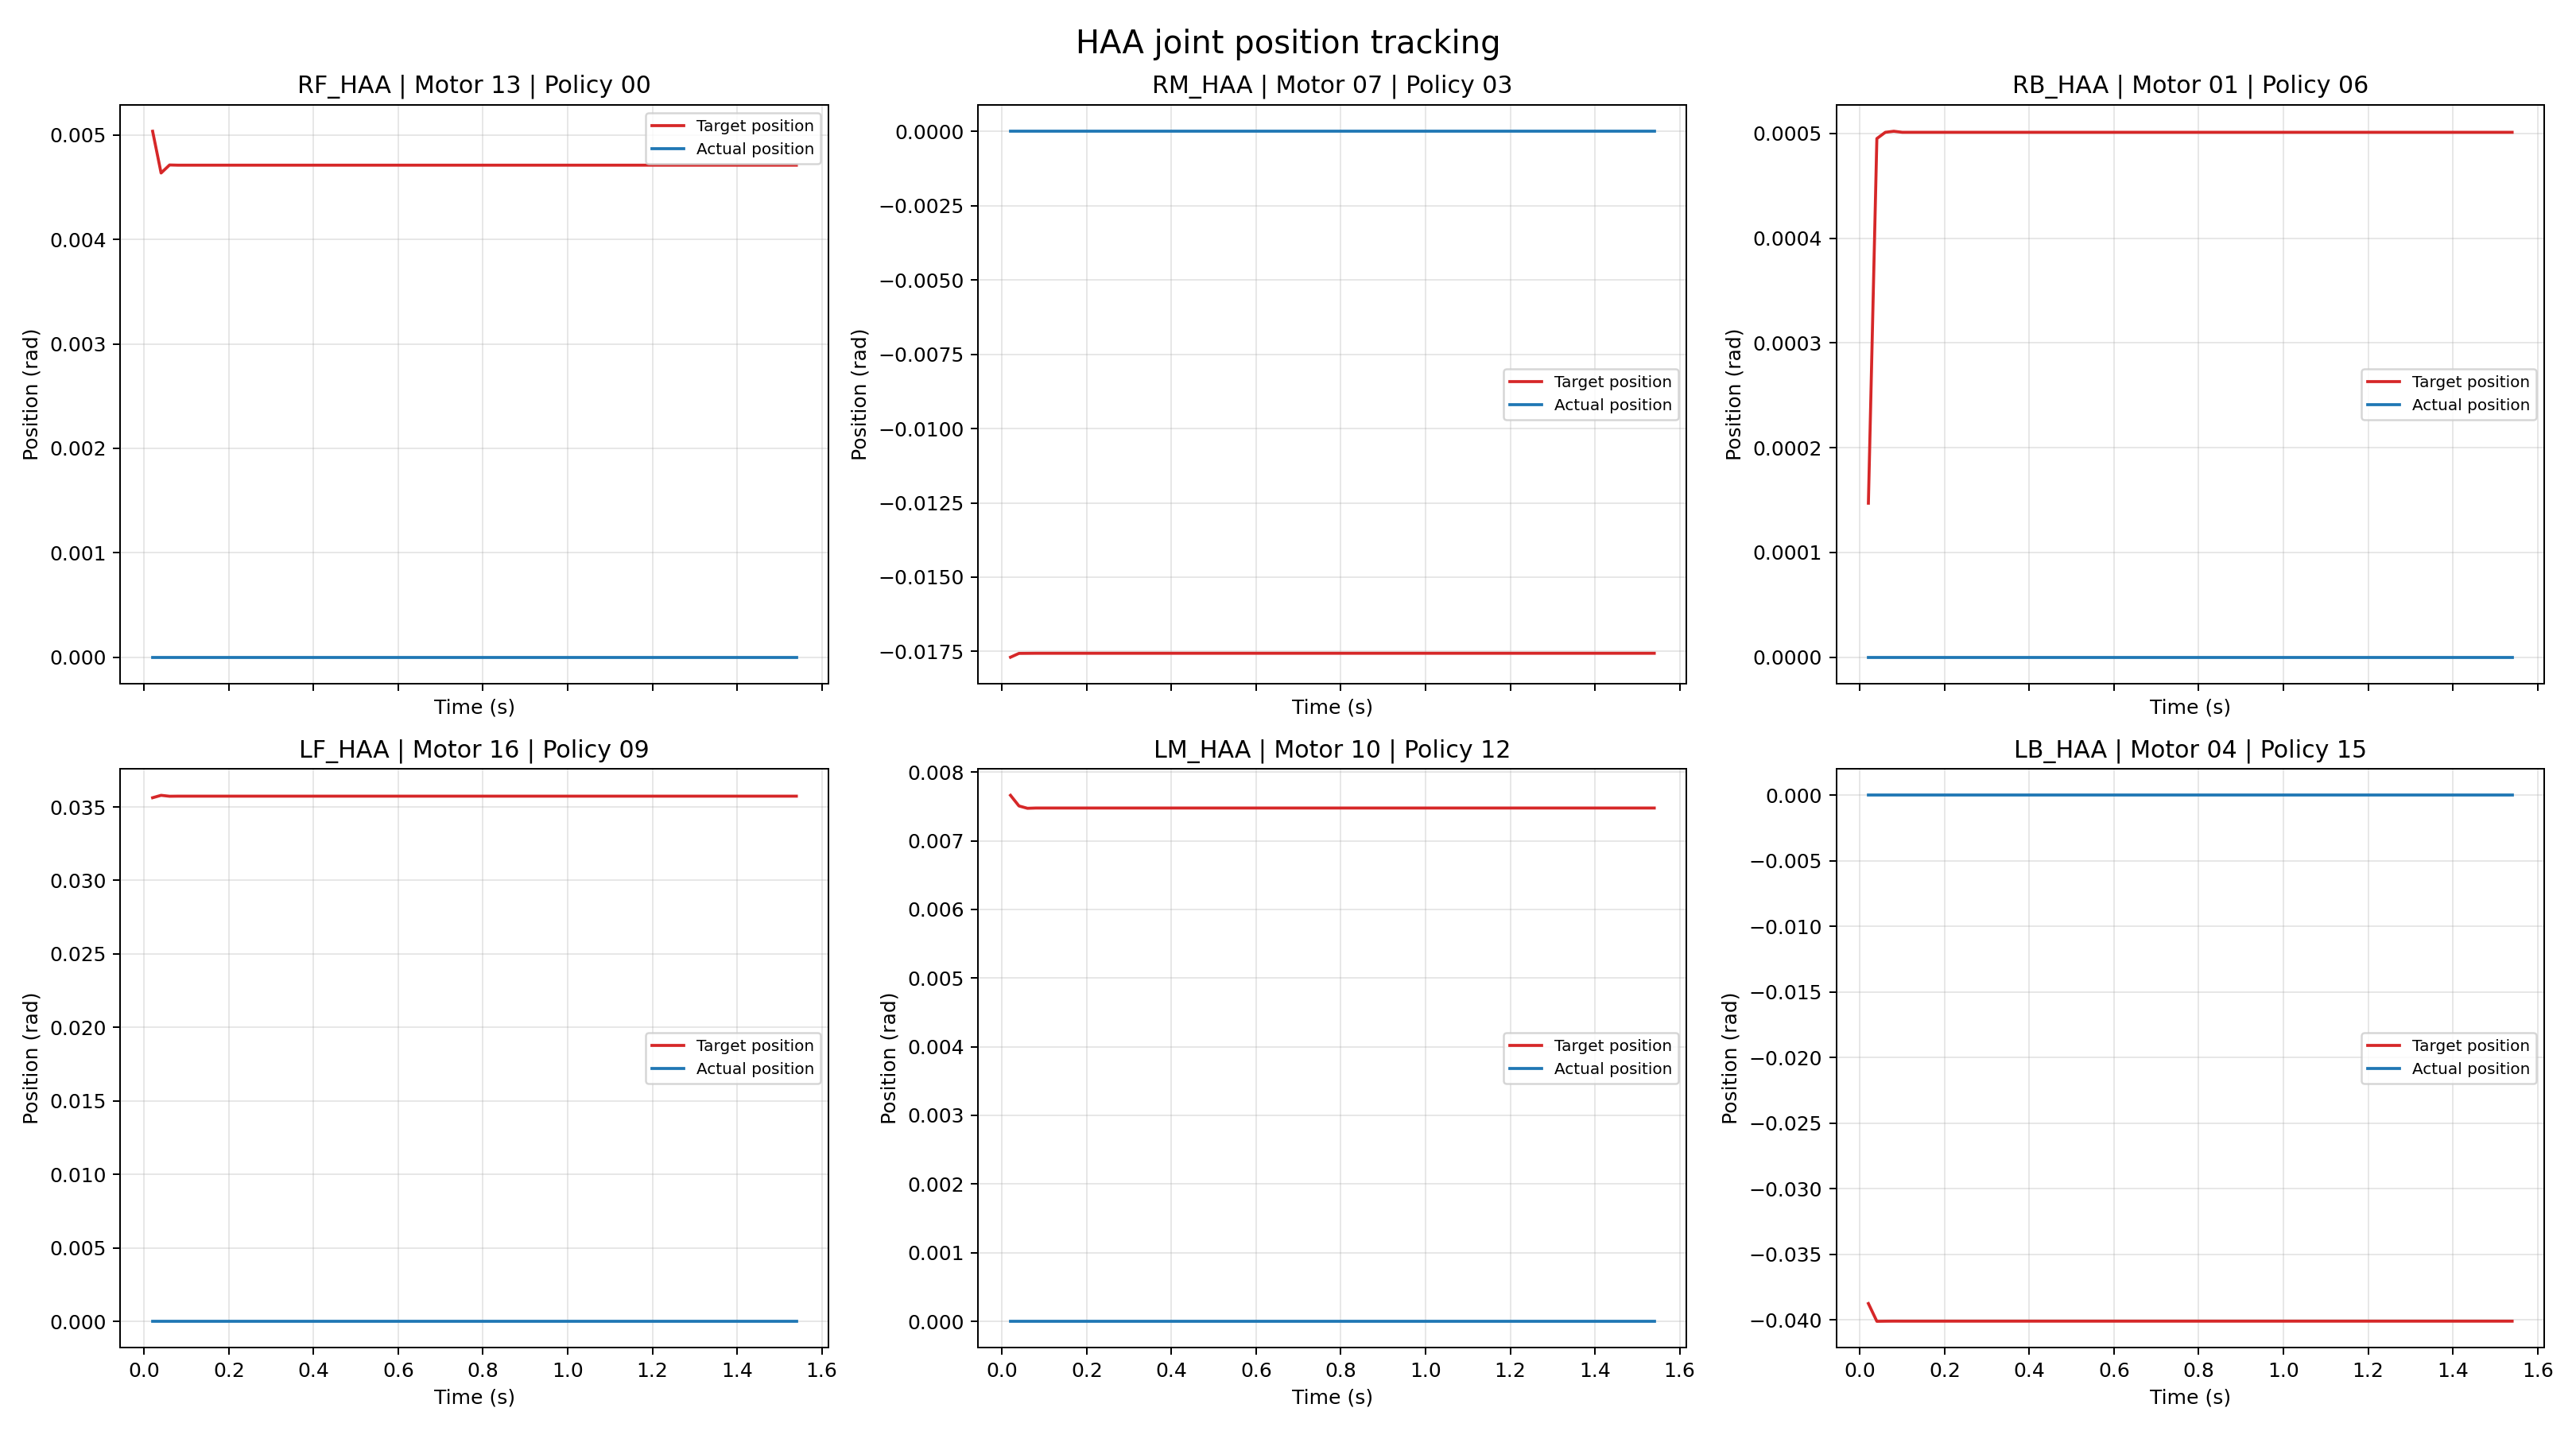 HAA joint position tracking
RF_HAA | Motor 13 | Policy 00
Position (rad)
0.005
0.004
0.003
0.002
0.001
0.000
Target position
Actual position
Time (s)
RM_HAA | Motor 07 | Policy 03
Position (rad)
0.0000
−0.0025
−0.0050
−0.0075
−0.0100
−0.0125
−0.0150
−0.0175
Target position
Actual position
Time (s)
RB_HAA | Motor 01 | Policy 06
Position (rad)
0.0005
0.0004
0.0003
0.0002
0.0001
0.0000
Target position
Actual position
Time (s)
LF_HAA | Motor 16 | Policy 09
Position (rad)
0.035
0.030
0.025
0.020
0.015
0.010
0.005
0.000
Target position
Actual position
0.0 0.2 0.4 0.6 0.8 1.0 1.2 1.4 1.6
Time (s)
LM_HAA | Motor 10 | Policy 12
Position (rad)
0.008
0.007
0.006
0.005
0.004
0.003
0.002
0.001
0.000
Target position
Actual position
0.0 0.2 0.4 0.6 0.8 1.0 1.2 1.4 1.6
Time (s)
LB_HAA | Motor 04 | Policy 15
Position (rad)
0.000
−0.005
−0.010
−0.015
−0.020
−0.025
−0.030
−0.035
−0.040
Target position
Actual position
0.0 0.2 0.4 0.6 0.8 1.0 1.2 1.4 1.6
Time (s)